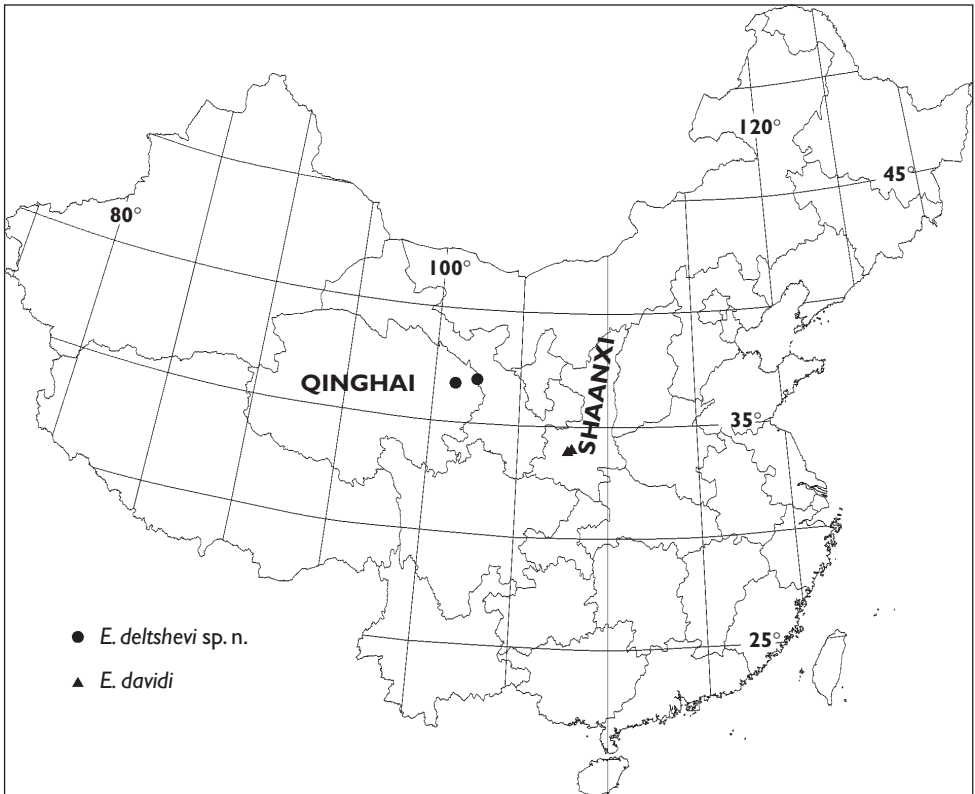 120°
45°
80°
100°
SHAANXI
QINGHAI
35°
E. deltshevi sp. n.
25°
E. davidi